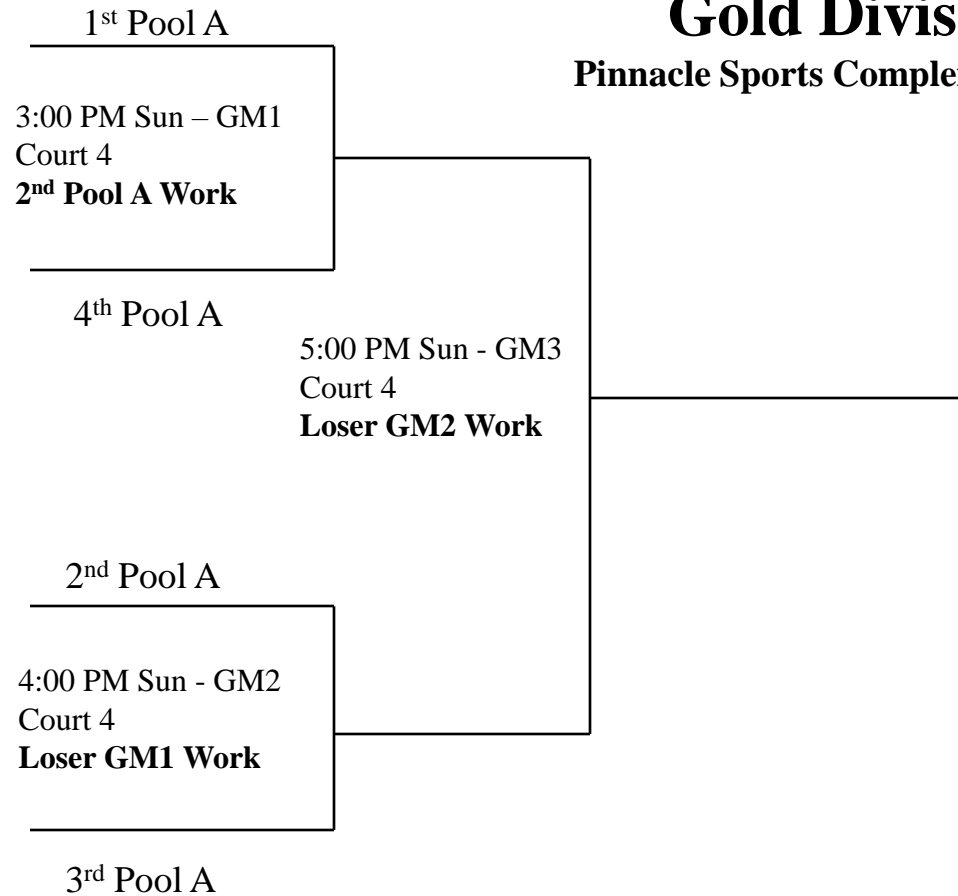 1st Pool A
Gold Divis
Pinnacle Sports Comple
3:00 PM Sun – GM1
Court 4
2nd Pool A Work
4th Pool A
5:00 PM Sun - GM3
Court 4
Loser GM2 Work
2nd Pool A
4:00 PM Sun - GM2
Court 4
Loser GM1 Work
3rd Pool A